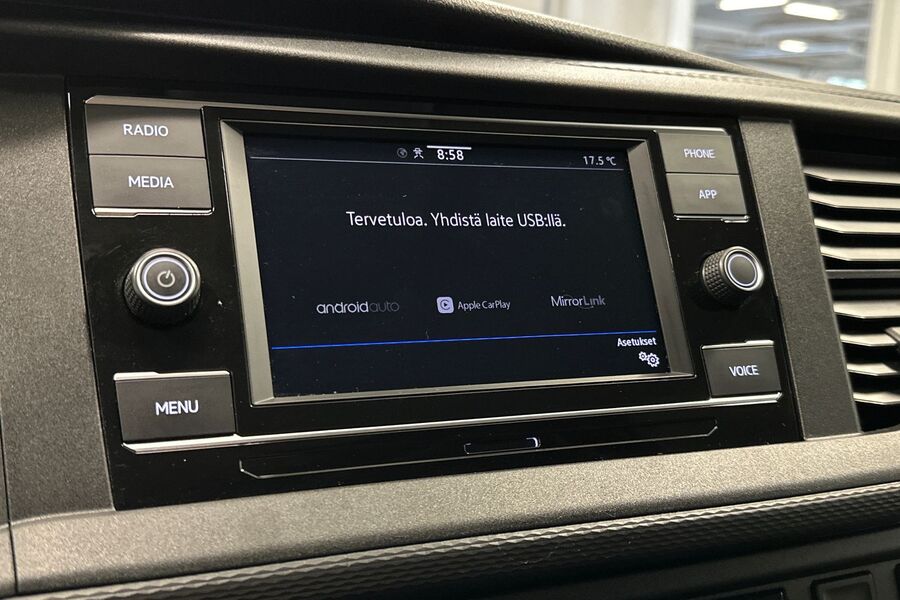 RADIO
MEDIA
MENU
8:58
17.5 °C
Tervetuloa. Yhdistä laite USB:llä.
androidauto
Apple CarPlay
MirrorLink
Asetukset
PHONE
APP
VOICE